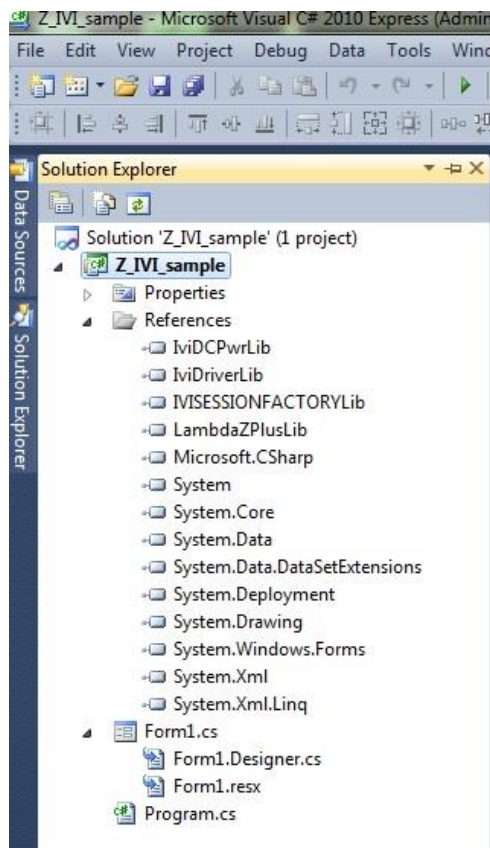 Z_IVI_sample - Microsoft Visual C# 2010 Express (Admin
File Edit View Project Debug Data Tools Wind
Data Sources
Solution Explorer
Solution Explorer
Solution 'Z_IVI_sample' (1 project)
Z_IVI_sample
Properties
References
IviDCPwrLib
IviDriverLib
IVISESSIONFACTORYLib
LambdaZPlusLib
Microsoft.CSharp
System
System.Core
System.Data
System.Data.DataSetExtensions
System.Deployment
System.Drawing
System.Windows.Forms
System.Xml
System.Xml.Linq
Form1.cs
Form1.Designer.cs
Form1.resx
Program.cs